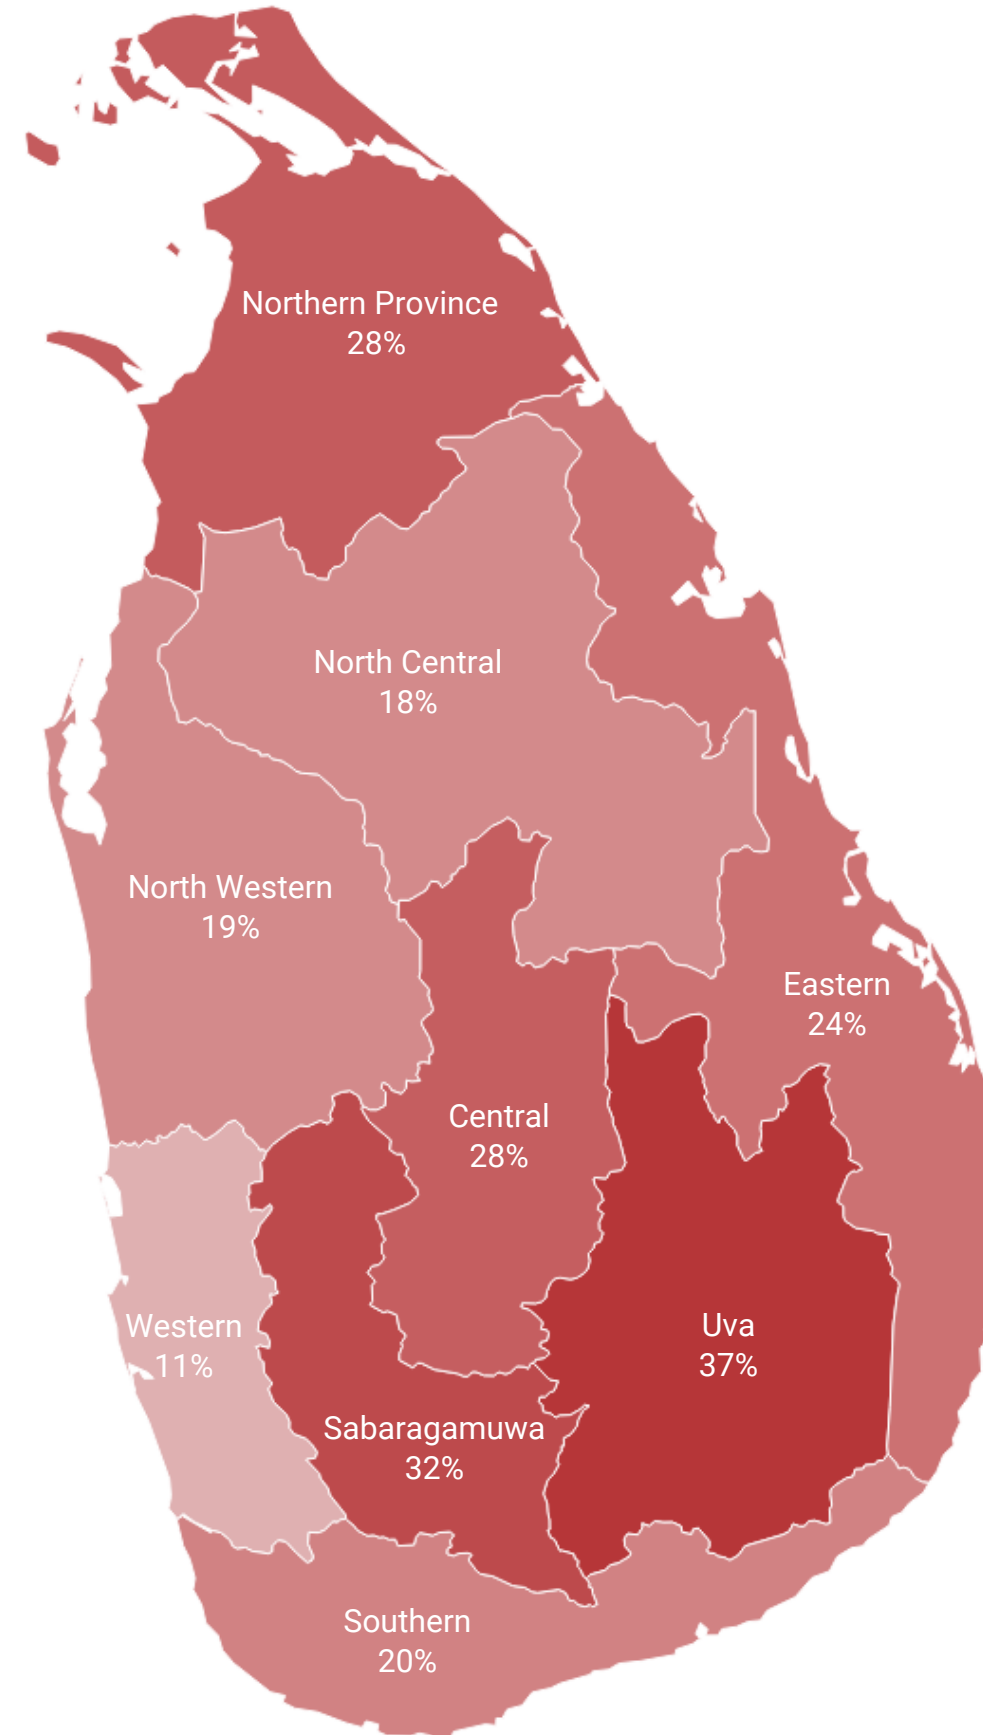 Northern Province
28%
North Central
18%
North Western
19%
Eastern
24%
Central
28%
Western
11%
Uva
37%
Sabaragamuwa
32%
Southern
20%